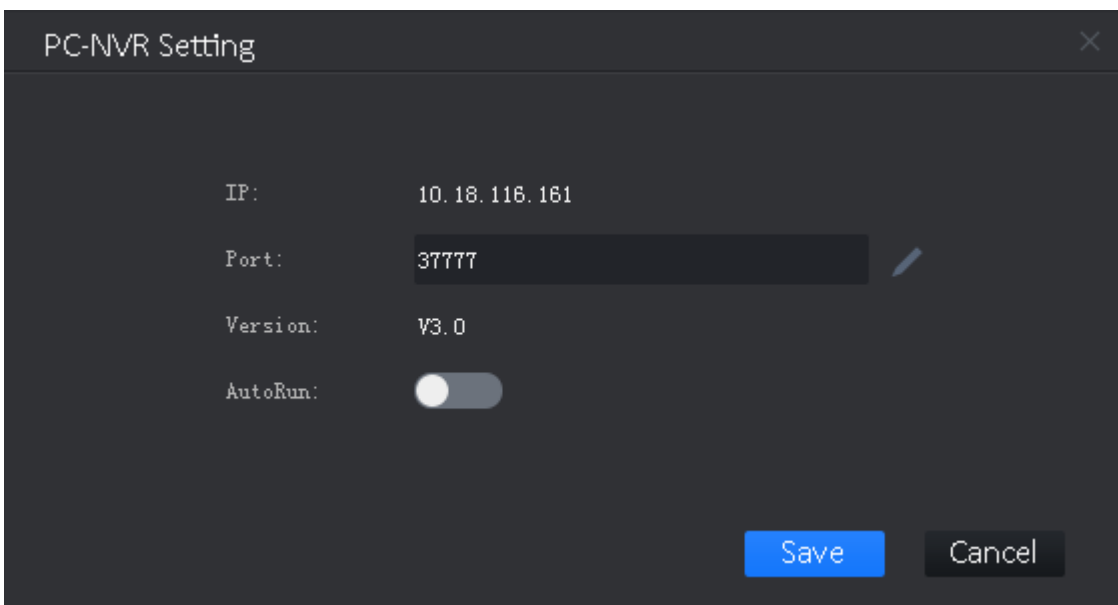 PC-NVR Setting
IP: 10.18.116.161
Port: 37777
Version: V3.0
AutoRun:
Save Cancel